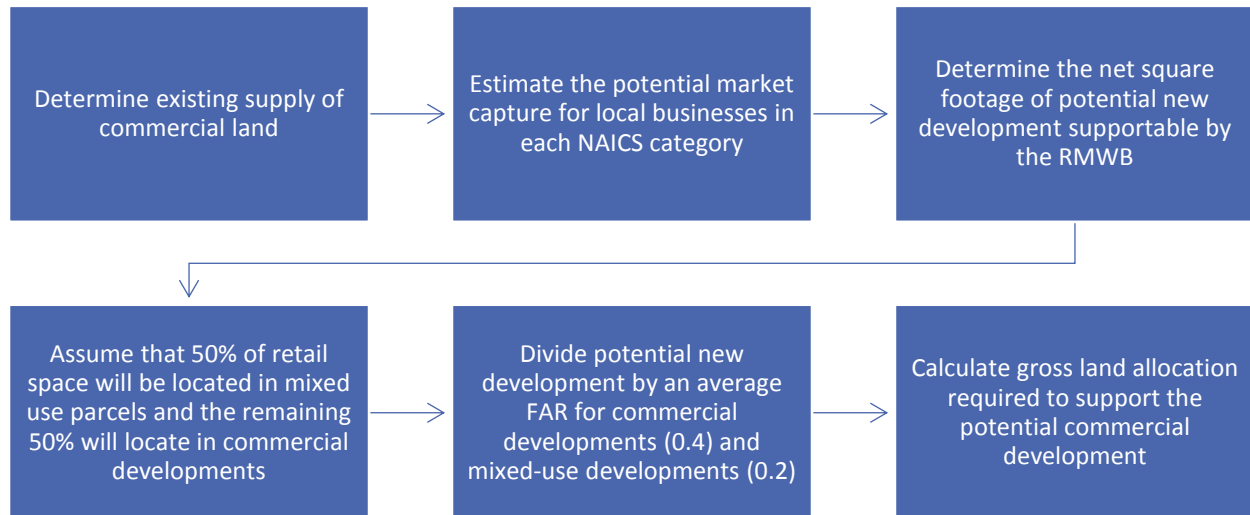 Determine existing supply of
commercial land
Estimate the potential market
capture for local businesses in
each NAICS category
Determine the net square
footage of potential new
development supportable by
the RMWB
Assume that 50% of retail
space will be located in mixed
use parcels and the remaining
50% will locate in commercial
developments
Divide potential new
development by an average
FAR for commercial
developments (0.4) and
mixed-use developments (0.2)
Calculate gross land allocation
required to support the
potential commercial
development